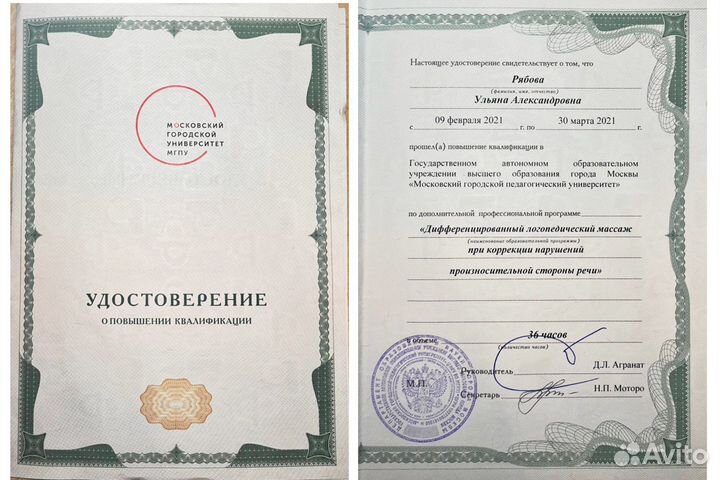 МОСКОВСКИЙ
ГОРОДСКОЙ
УНИВЕРСИТЕТ
МГПУ
УДОСТОВЕРЕНИЕ
О ПОВЫШЕНИИ КВАЛИФИКАЦИИ
Настоящее удостоверение свидетельствует о том, что
Рябова
(фамилия, имя, отчество)
Ульяна Александровна
с 09 февраля 2021 г. по 30 марта 2021 г.
прошел(а) повышение квалификации в
Государственном автономном образовательном
учреждении высшего образования города Москвы
«Московский городской педагогический университет»
по дополнительной профессиональной программе
«Дифференцированный логопедический массаж
(наименование образовательной программы)
при коррекции нарушений
произносительной стороны речи»
в объеме 36 часов
(количество часов)
Руководитель Д.Л. Агранат
М.П.
Секретарь Н.П. Моторо
Avito